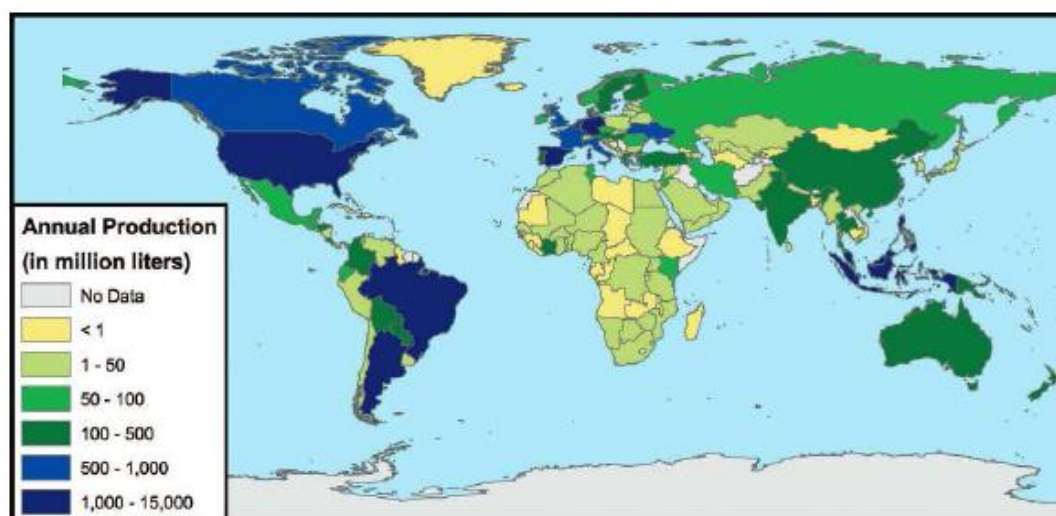 Annual Production
(in million liters)
No Data
< 1
1 - 50
50 - 100
100 - 500
500 - 1,000
1,000 - 15,000